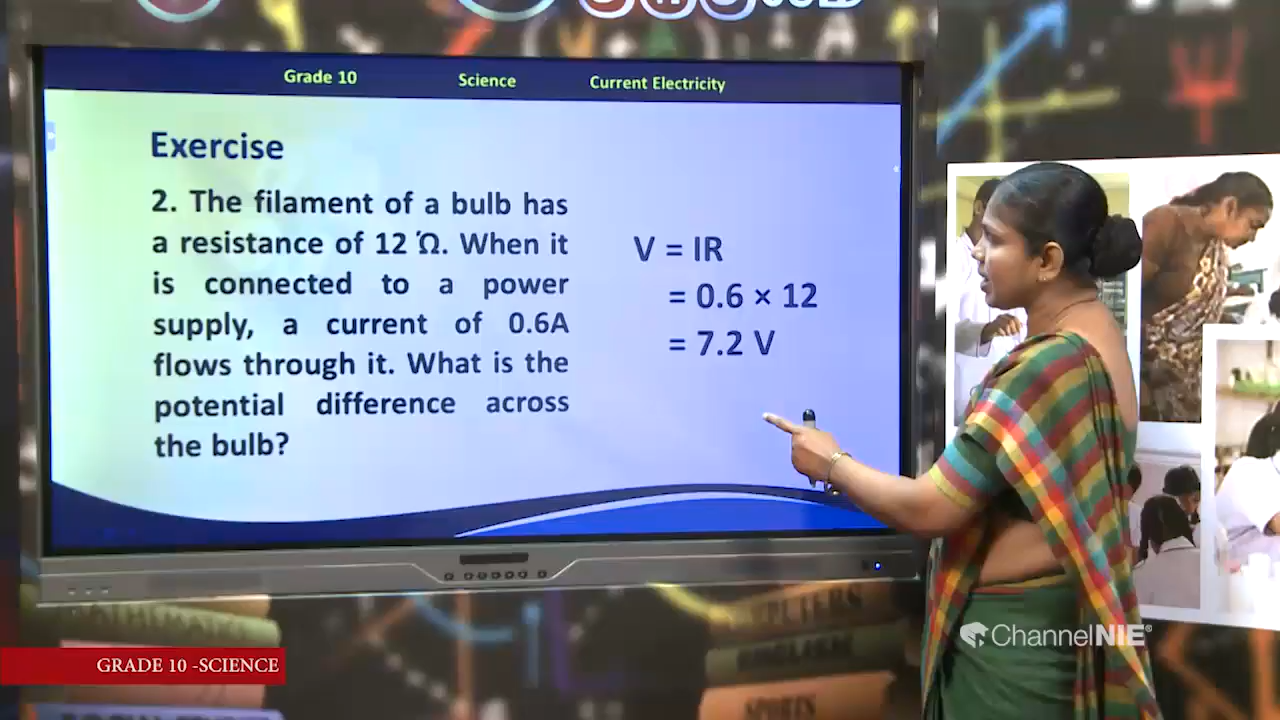 Grade 10 Science Current Electricity
Exercise
2. The filament of a bulb has
a resistance of 12 Ω. When it
is connected to a power
supply, a current of 0.6A
flows through it. What is the
potential difference across
the bulb?
V = IR
= 0.6 × 12
= 7.2 V
ChannelNIE®
GRADE 10 -SCIENCE
SPORTS